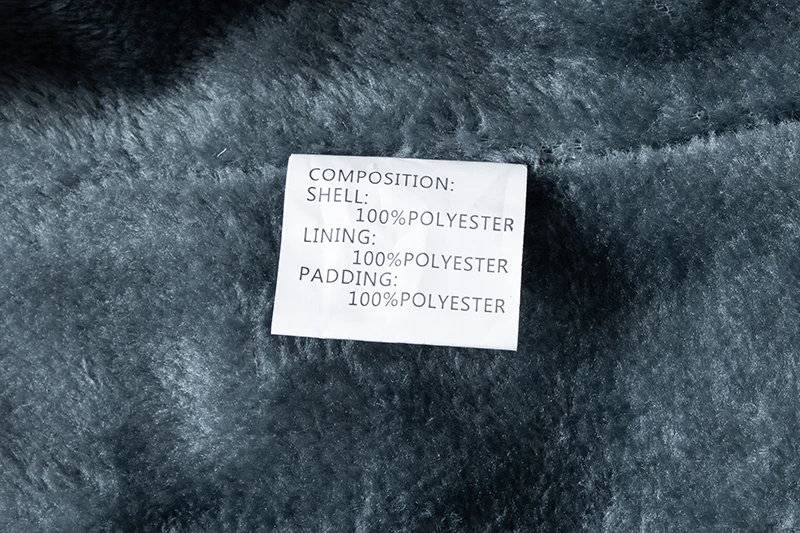 COMPOSITION:
SHELL:
100%POLYESTER
LINING:
100%POLYESTER
PADDING:
100%POLYESTER